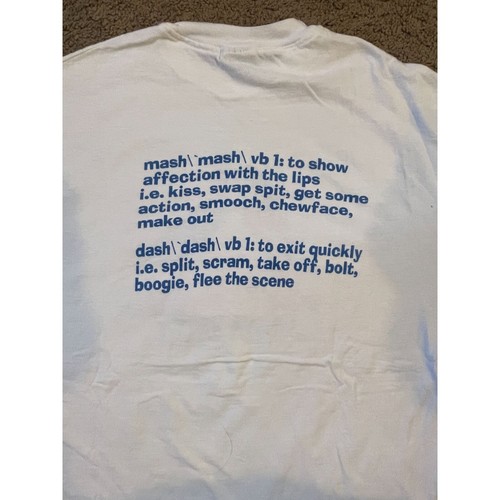 mash\`mash\ vb 1: to show
affection with the lips
i.e. kiss, swap spit, get some
action, smooch, chewface,
make out
dash\`dash\ vb 1: to exit quickly
i.e. split, scram, take off, bolt,
boogie, flee the scene